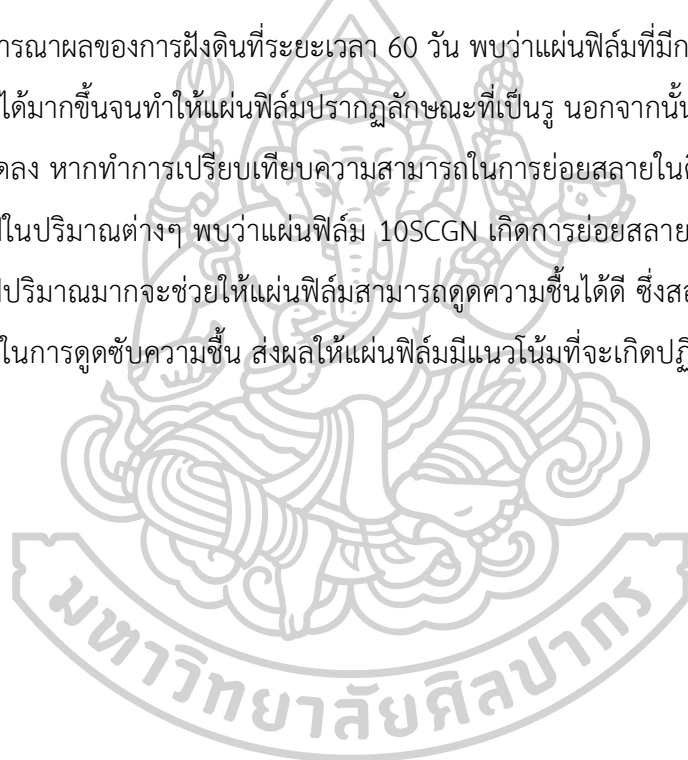 ารณาผลของการฝังดินที่ระยะเวลา 60 วัน พบว่าแผ่นฟิล์มที่มีก
ได้มากขึ้นจนทำให้แผ่นฟิล์มปรากฏลักษณะที่เป็นรู นอกจากนั้น
ดลง หากทำการเปรียบเทียบความสามารถในการย่อยสลายในดิ
ในปริมาณต่างๆ พบว่าแผ่นฟิล์ม 10SCGN เกิดการย่อยสลาย
ปริมาณมากจะช่วยให้แผ่นฟิล์มสามารถดูดความชื้นได้ดี ซึ่งส
ในการดูดซับความชื้น ส่งผลให้แผ่นฟิล์มมีแนวโน้มที่จะเกิดปฏิ
มหาวิทยาลัยศิลปากร